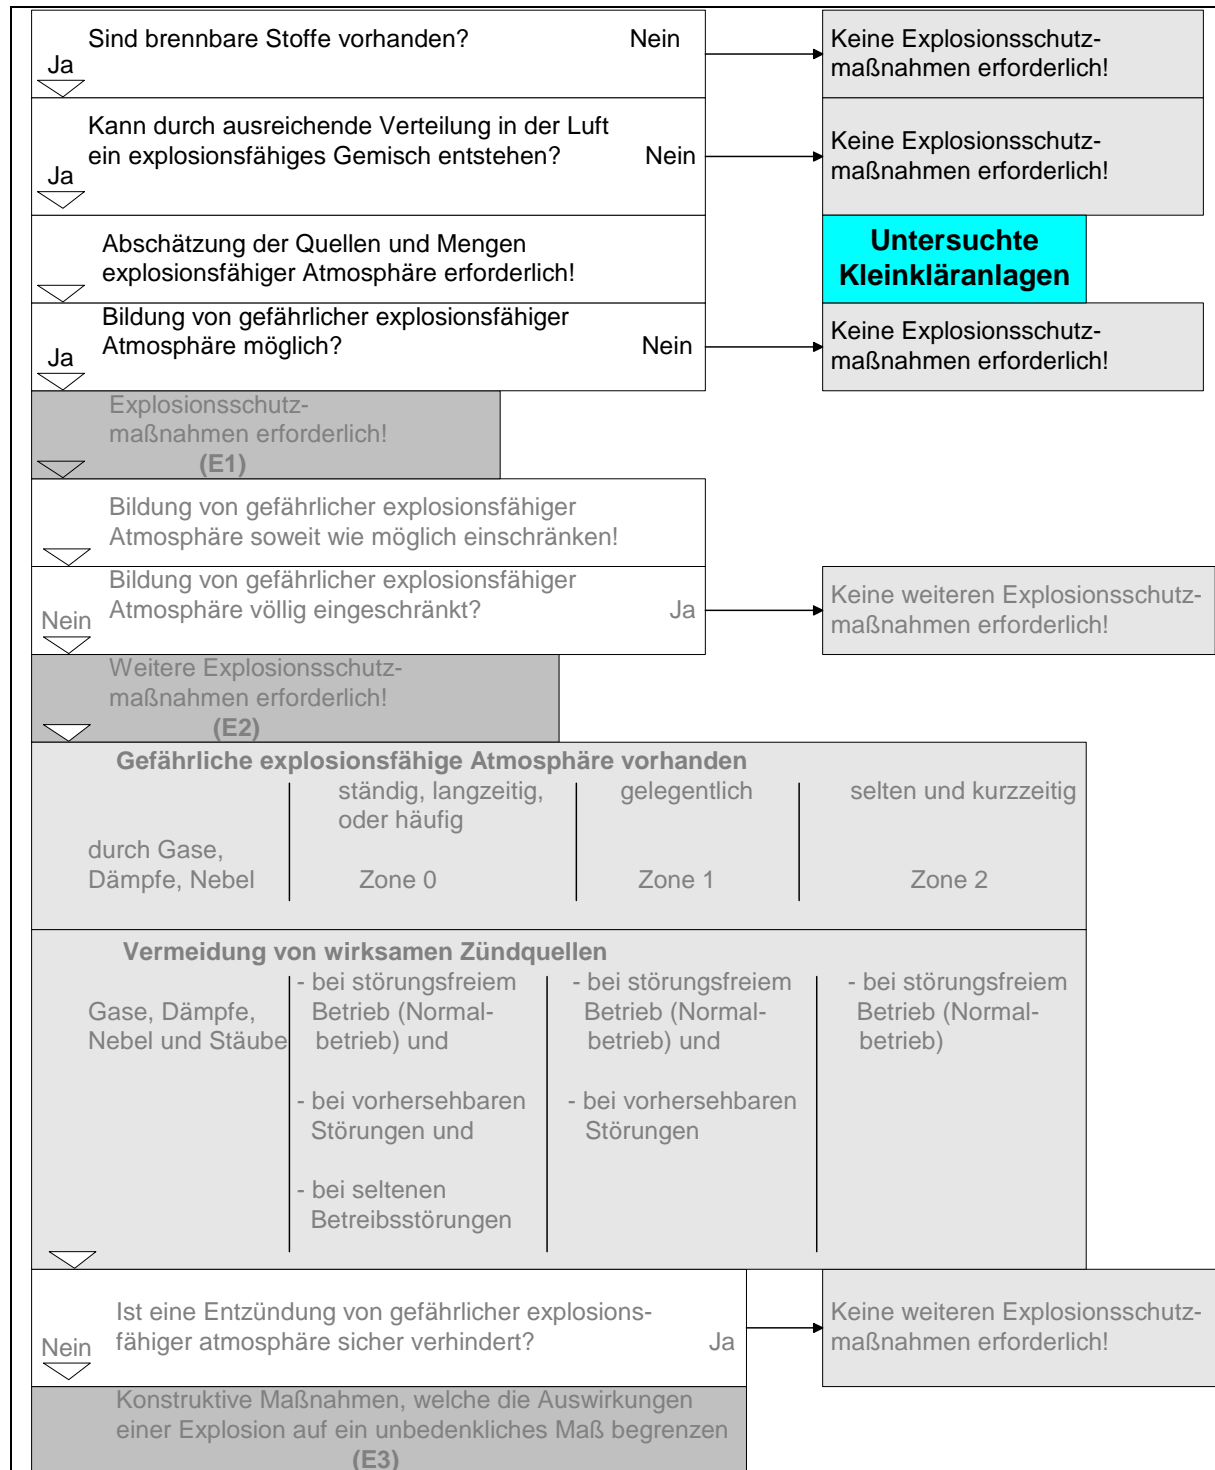 Sind brennbare Stoffe vorhanden? Nein
Ja
Keine Explosionsschutz-
maßnahmen erforderlich!
Kann durch ausreichende Verteilung in der Luft
ein explosionsfähiges Gemisch entstehen? Nein
Ja
Keine Explosionsschutz-
maßnahmen erforderlich!
Abschätzung der Quellen und Mengen
explosionsfähiger Atmosphäre erforderlich!
Untersuchte
Kleinkläranlagen
Bildung von gefährlicher explosionsfähiger
Atmosphäre möglich? Nein
Ja
Keine Explosionsschutz-
maßnahmen erforderlich!
Explosionsschutz-
maßnahmen erforderlich!
(E1)
Bildung von gefährlicher explosionsfähiger
Atmosphäre soweit wie möglich einschränken!
Bildung von gefährlicher explosionsfähiger
Atmosphäre völlig eingeschränkt? Ja
Nein
Keine weiteren Explosionsschutz-
maßnahmen erforderlich!
Weitere Explosionsschutz-
maßnahmen erforderlich!
(E2)
Gefährliche explosionsfähige Atmosphäre vorhanden
ständig, langzeitig,
oder häufig
gelegentlich
selten und kurzzeitig
durch Gase,
Dämpfe, Nebel
Zone 0
Zone 1
Zone 2
Vermeidung von wirksamen Zündquellen
Gase, Dämpfe,
Nebel und Stäube
- bei störungsfreiem
Betrieb (Normal-
betrieb) und
- bei vorhersehbaren
Störungen und
- bei seltenen
Betreibsstörungen
- bei störungsfreiem
Betrieb (Normal-
betrieb) und
- bei vorhersehbaren
Störungen
- bei störungsfreiem
Betrieb (Normal-
betrieb)
Ist eine Entzündung von gefährlicher explosions-
fähiger atmosphäre sicher verhindert? Ja
Nein
Keine weiteren Explosionsschutz-
maßnahmen erforderlich!
Konstruktive Maßnahmen, welche die Auswirkungen
einer Explosion auf ein unbedenkliches Maß begrenzen
(E3)